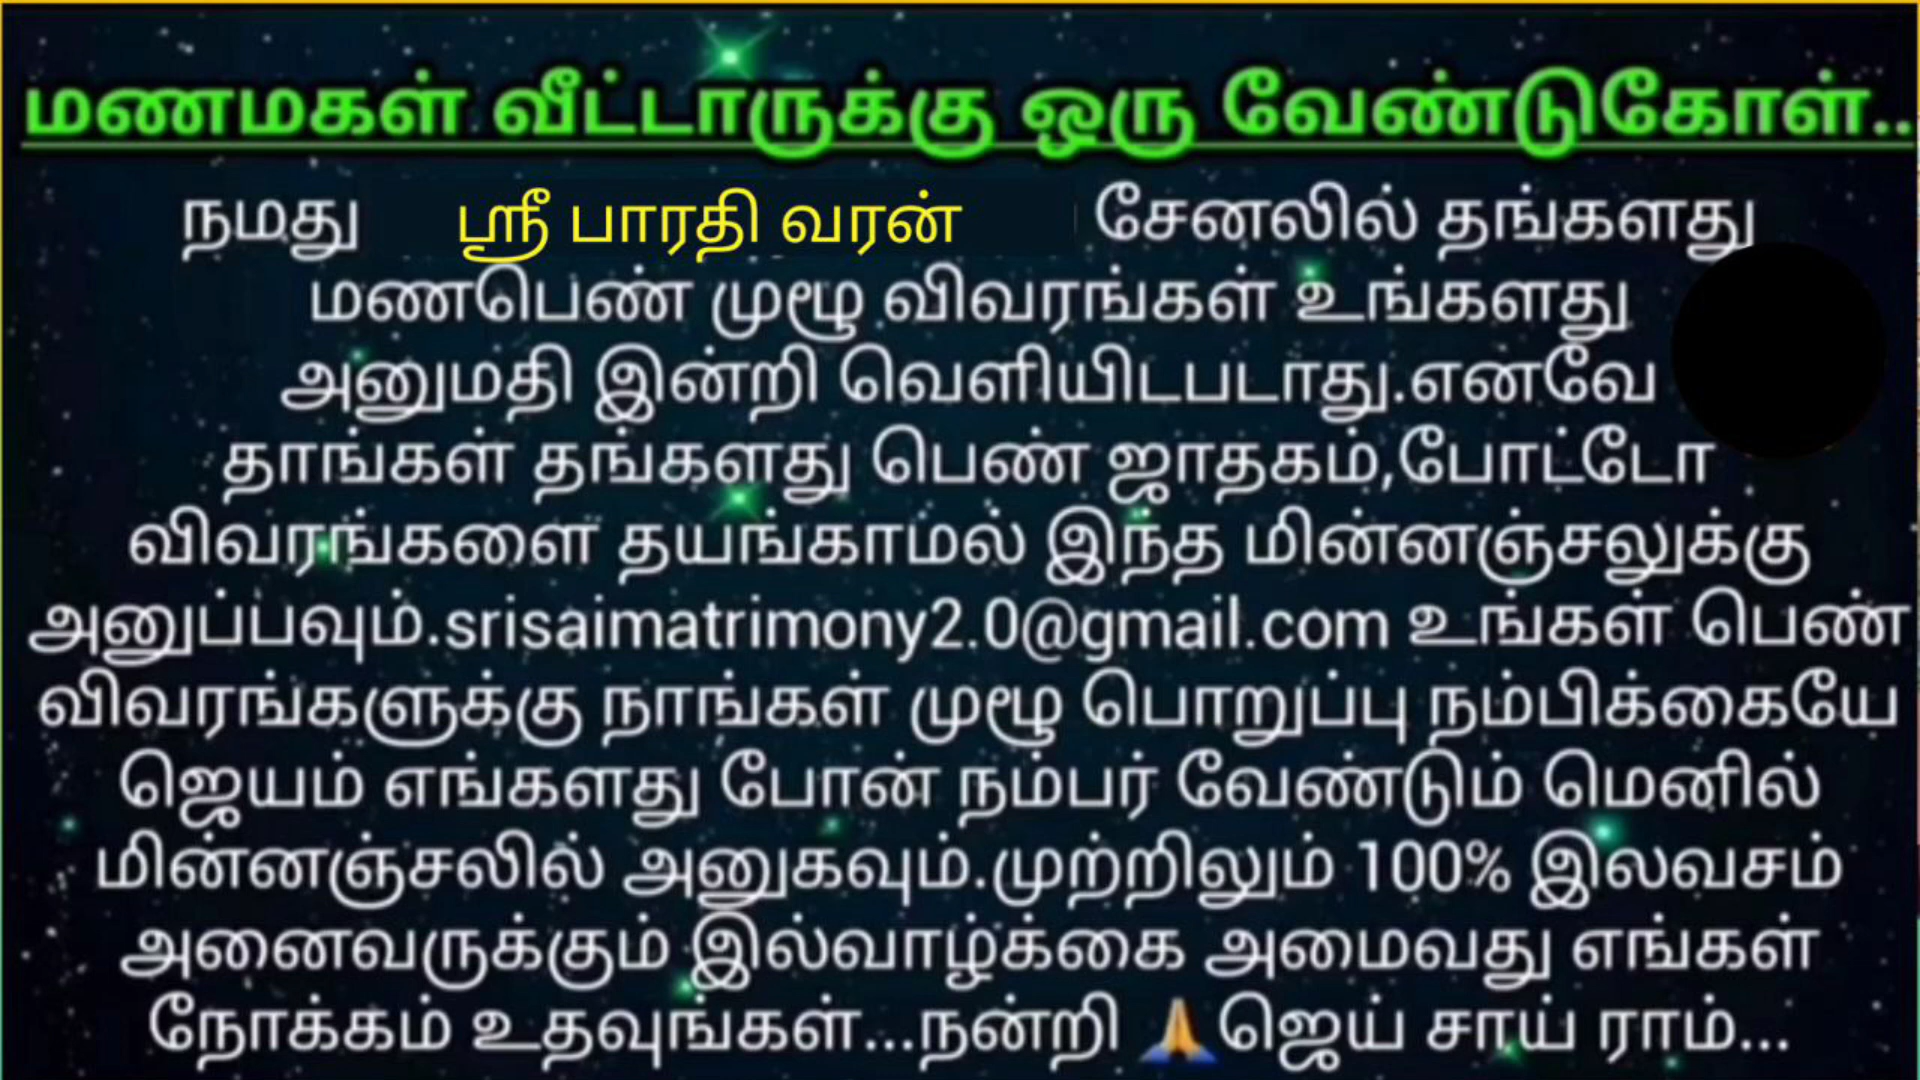 மணமகள் வீட்டாருக்கு ஒரு வேண்டுகோள்..
நமது ஸ்ரீ பாரதி வரன் சேனலில் தங்களது
மணபெண் முழூ விவரங்கள் உங்களது
அனுமதி இன்றி வெளியிடபடாது.எனவே
தாங்கள் தங்களது பெண் ஜாதகம்,போட்டோ
விவரங்களை தயங்காமல் இந்த மின்னஞ்சலுக்கு
அனுப்பவும்.srisaimatrimony2.0@gmail.com உங்கள் பெண்
விவரங்களுக்கு நாங்கள் முழூ பொறுப்பு நம்பிக்கையே
ஜெயம் எங்களது போன் நம்பர் வேண்டும் மெனில்
மின்னஞ்சலில் அனுகவும்.முற்றிலும் 100% இலவசம்
அனைவருக்கும் இல்வாழ்க்கை அமைவது எங்கள்
நோக்கம் உதவுங்கள்...நன்றி 🙏ஜெய் சாய் ராம்...